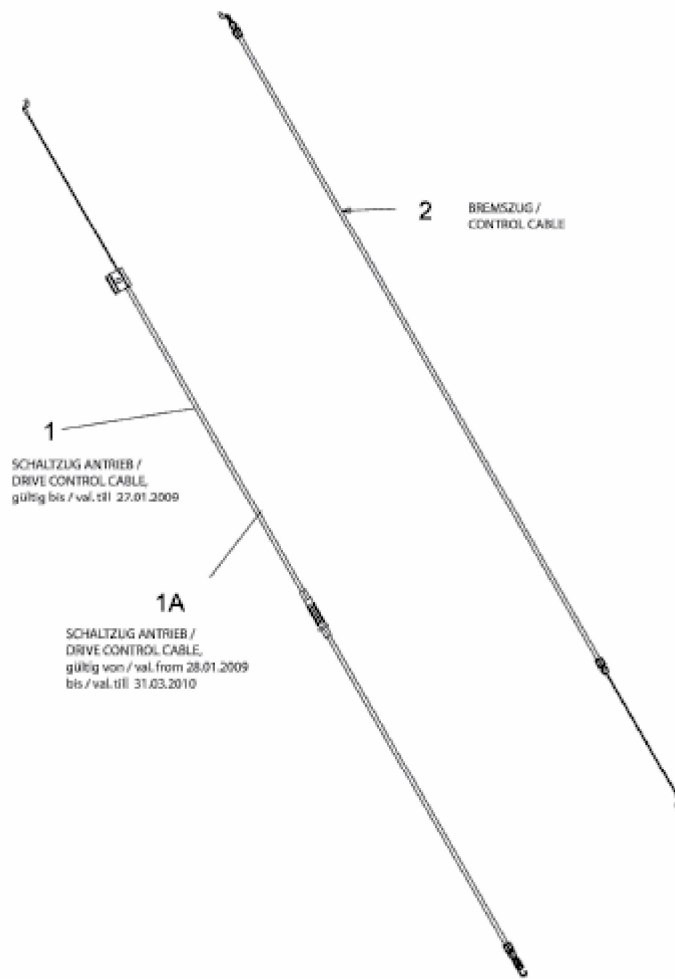 2
BREMSZUG /
CONTROL CABLE
1
SCHALTZUG ANTRIEB /
DRIVE CONTROL CABLE,
gültig bis / val. till 27.01.2009
1A
SCHALTZUG ANTRIEB /
DRIVE CONTROL CABLE,
gültig von / val. from 28.01.2009
bis / val. till 31.03.2010